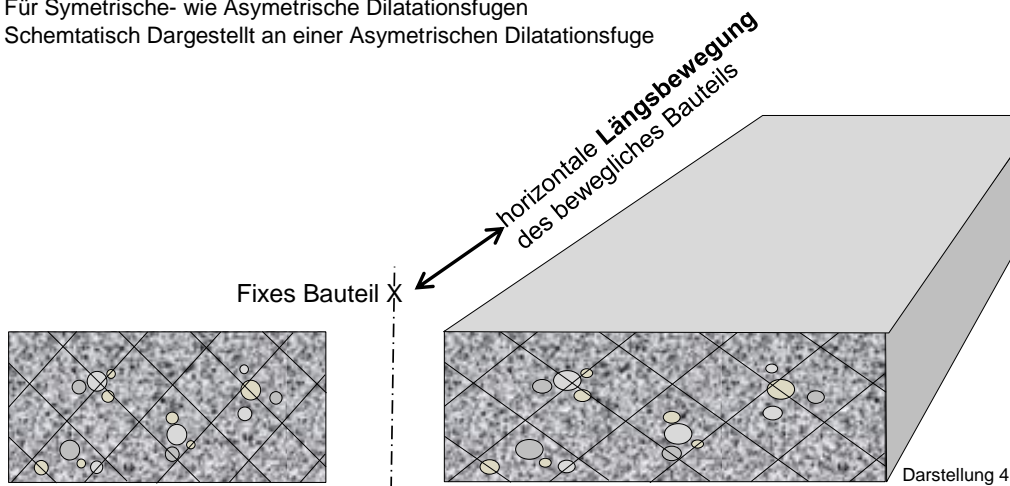 Für Symetrische- wie Asymetrische Dilatationsfugen
Schemtatisch Dargestellt an einer Asymetrischen Dilatationsfuge
horizontale Längsbewegung
des bewegliches Bauteils
Fixes Bauteil X
Darstellung 4